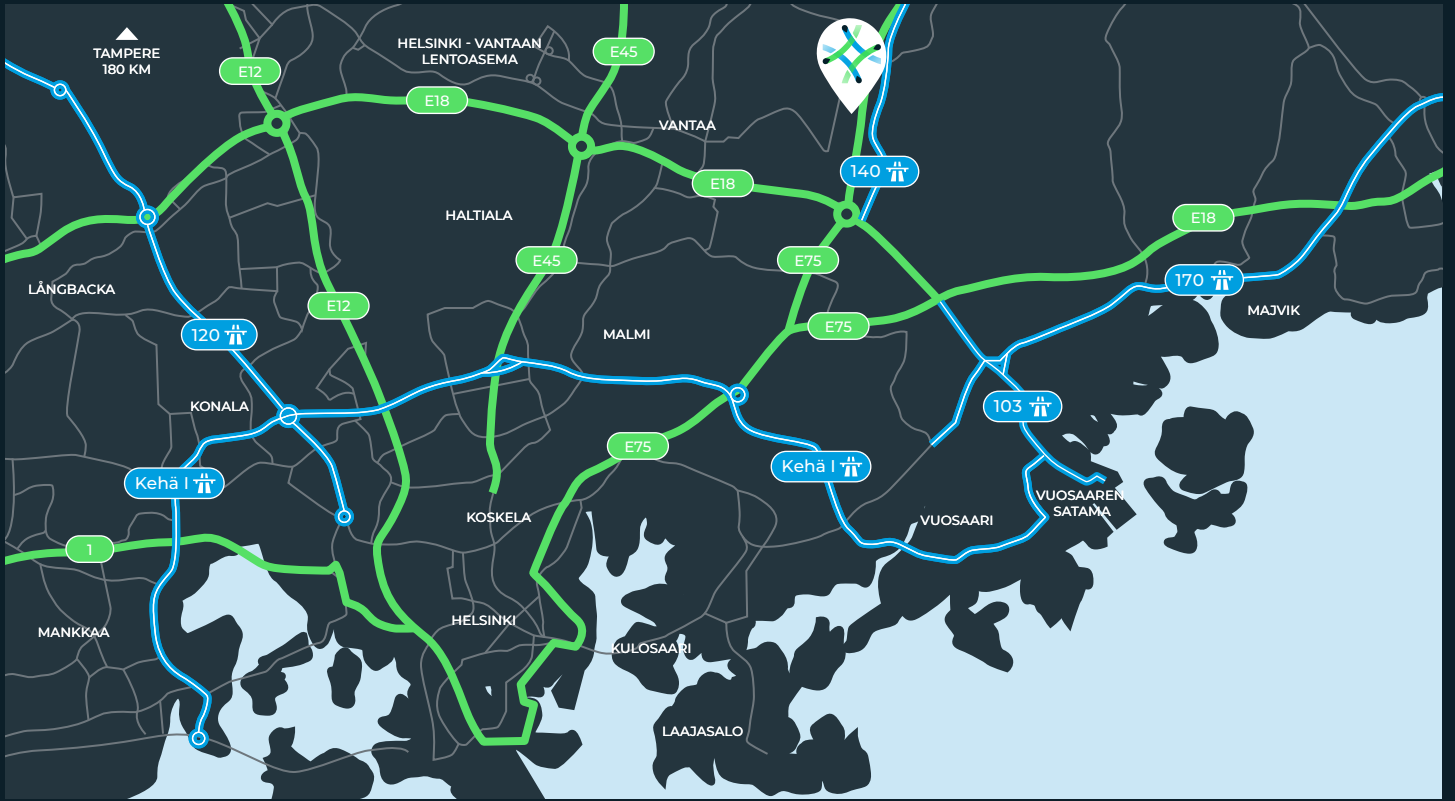 TAMPERE
180 KM
HELSINKI - VANTAAN
LENTOASEMA
E45
E12
E18
VANTAA
140
E18
HALTIALA
E18
E45
E75
LÅNGBACKA
170
E12
MAJVIK
120
MALMI
E75
KONALA
103
E75
Kehä I
Kehä I
VUOSAAREN
SATAMA
KOSKELA
VUOSAARI
1
HELSINKI
MANKKAA
KULOSAARI
LAAJASALO